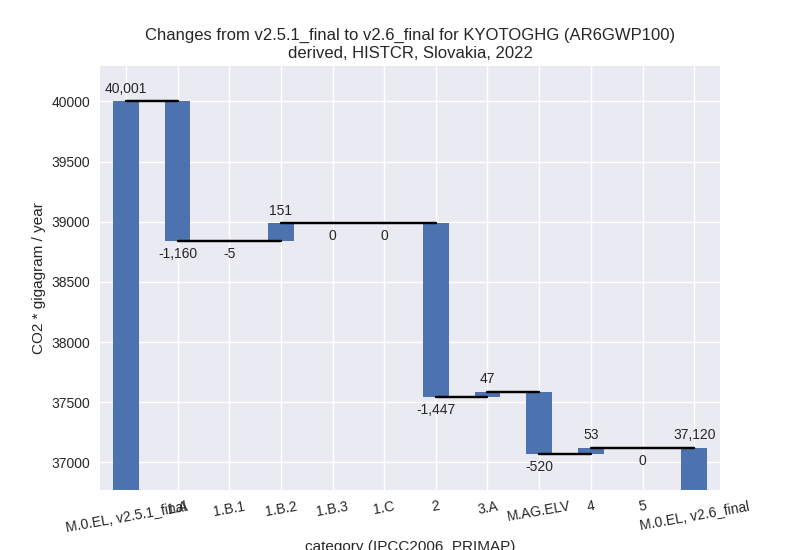 Changes from v2.5.1_final to v2.6_final for KYOTOGHG (AR6GWP100)
derived, HISTCR, Slovakia, 2022
CO2 * gigagram / year
40000
39500
39000
38500
38000
37500
37000
40,001
-1,160
-5
151
0
0
-1,447
47
-520
53
0
37,120
M.0.EL, v2.5.1_final
1.A
1.B.1
1.B.2
1.B.3
1.C
2
3.A
M.AG.ELV
4
5
M.0.EL, v2.6_final
category (IPCC2006_PRIMAP)